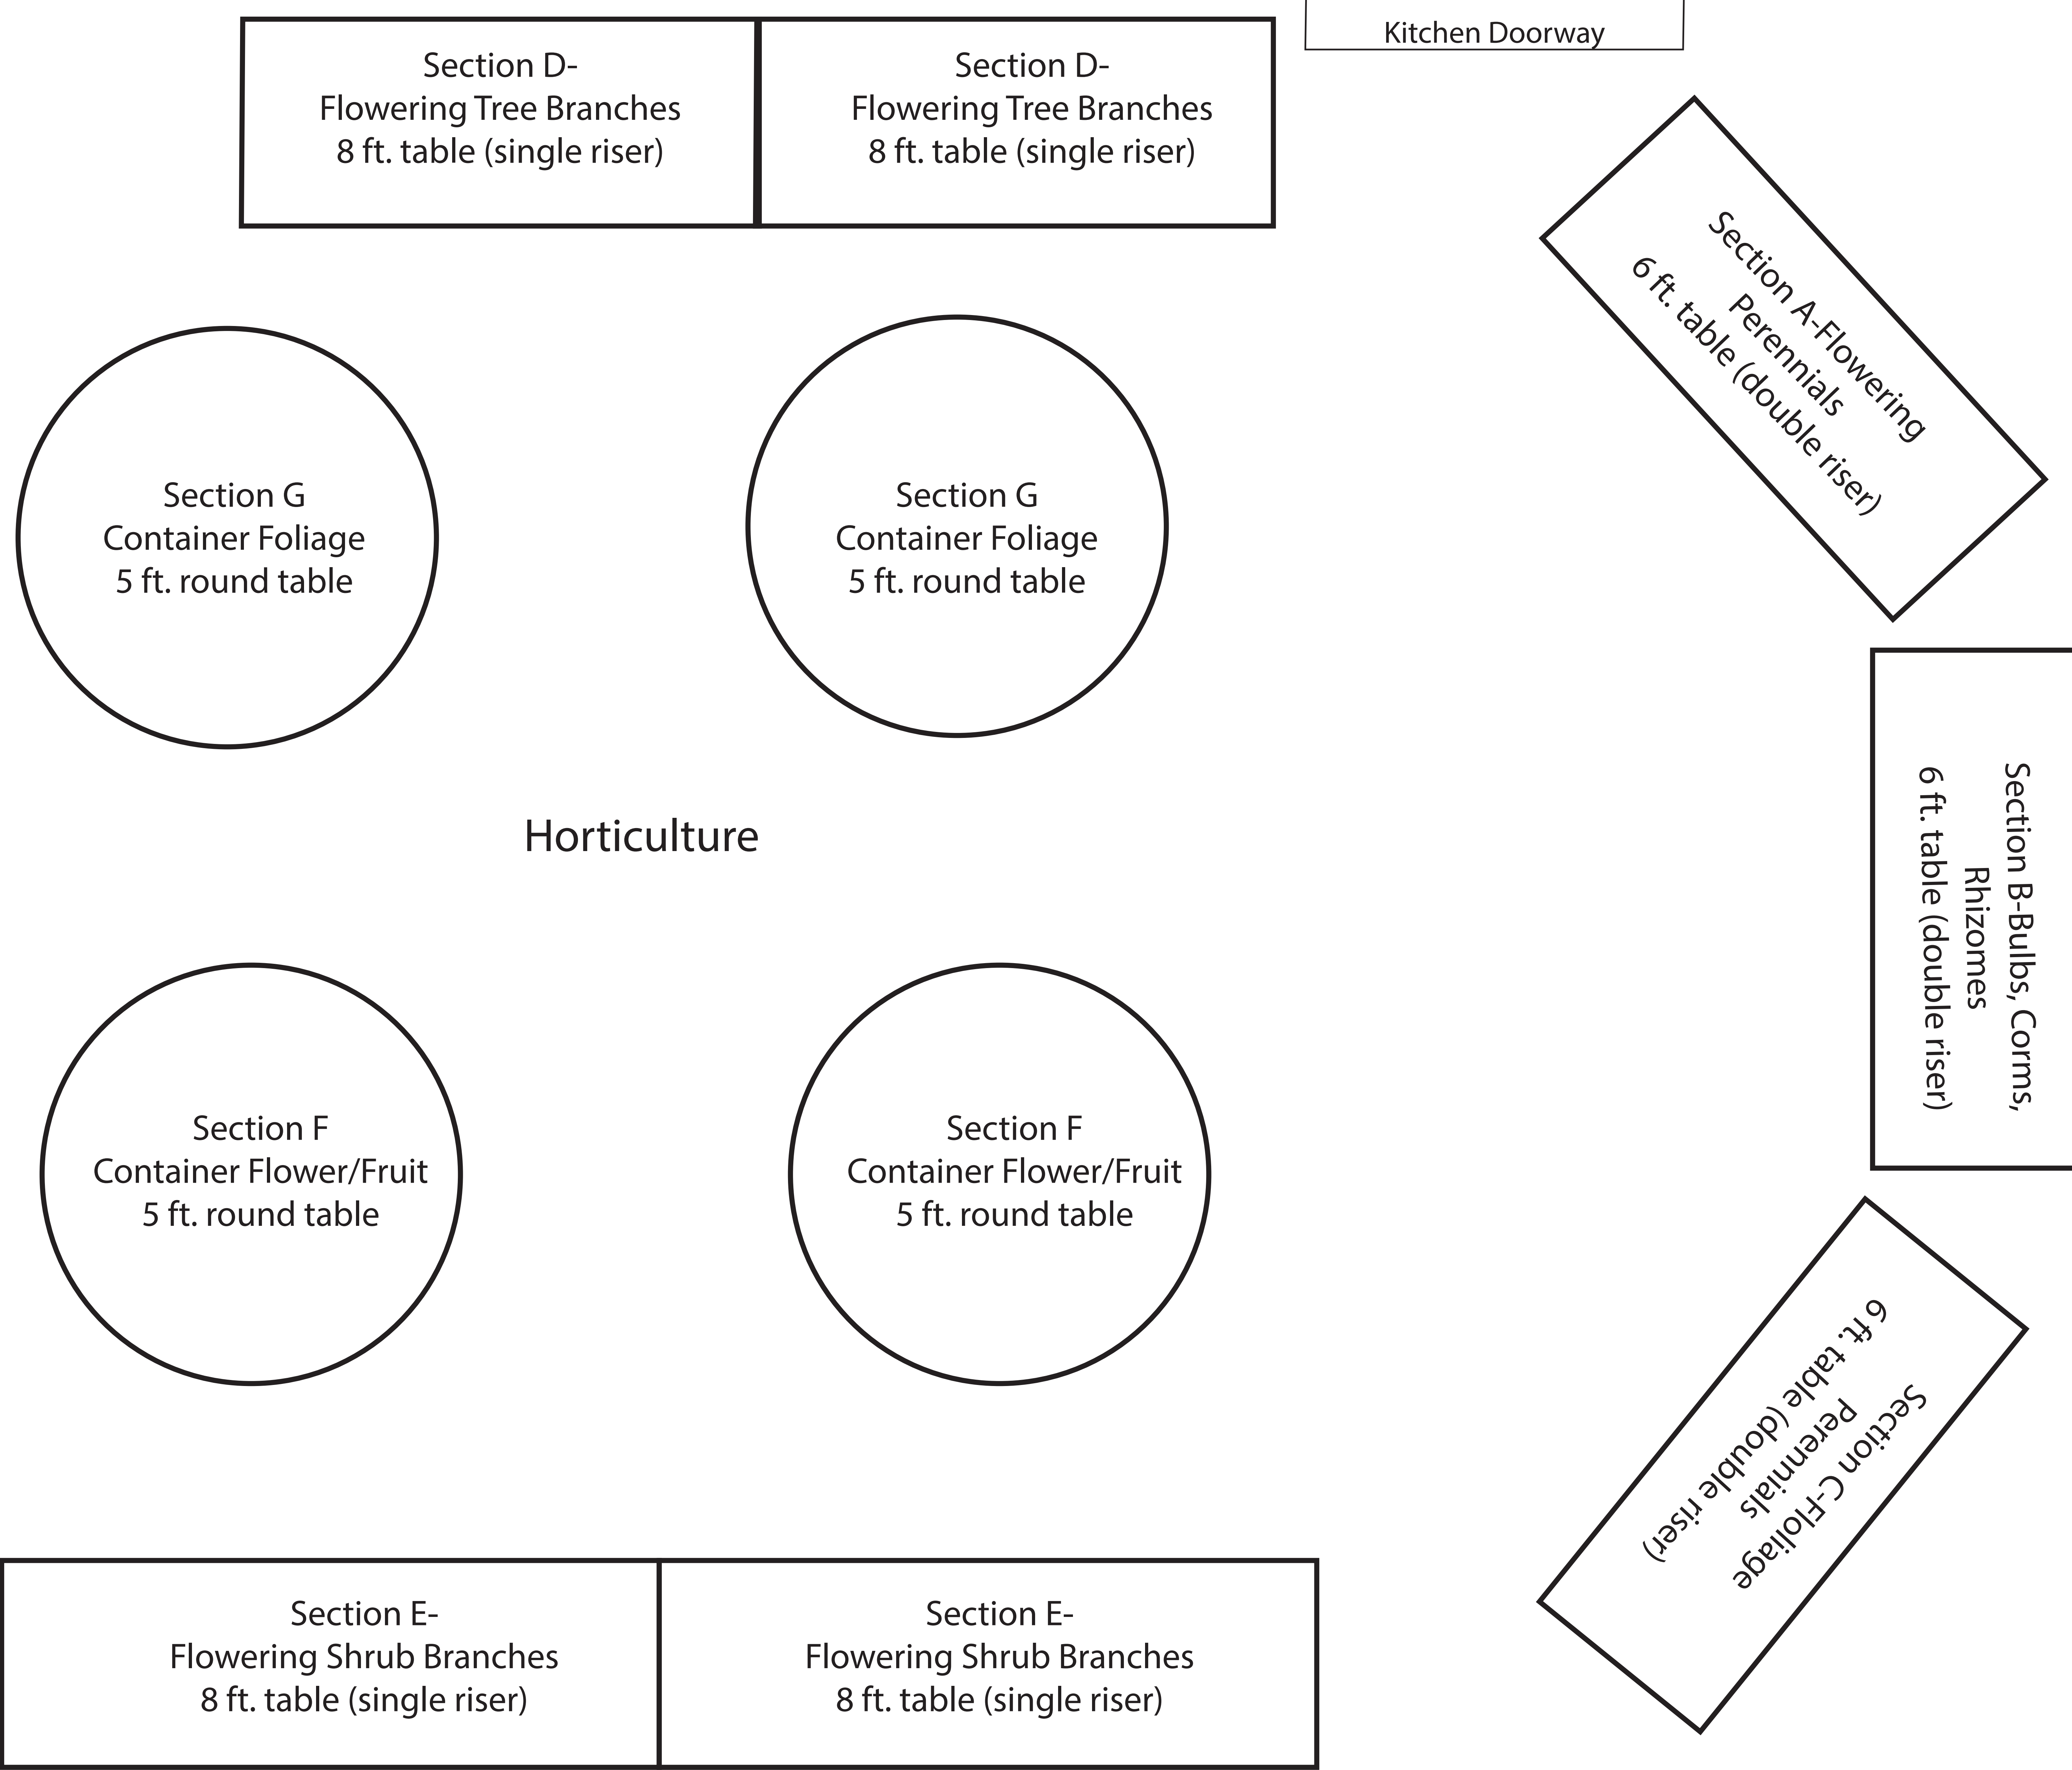 Kitchen Doorway
Section D-
Flowering Tree Branches
8 ft. table (single riser)
Section D-
Flowering Tree Branches
8 ft. table (single riser)
Section A-Flowering
Perennials
6 ft. table (double riser)
Section G
Container Foliage
5 ft. round table
Section G
Container Foliage
5 ft. round table
Horticulture
Section B-Bulbs, Corms,
Rhizomes
6 ft. table (double riser)
Section F
Container Flower/Fruit
5 ft. round table
Section F
Container Flower/Fruit
5 ft. round table
Section C-Floliage
Perennials
6 ft. table (double riser)
Section E-
Flowering Shrub Branches
8 ft. table (single riser)
Section E-
Flowering Shrub Branches
8 ft. table (single riser)